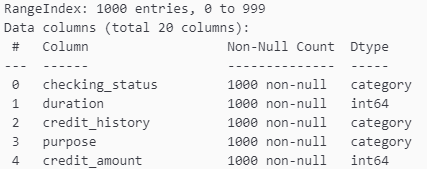 RangeIndex: 1000 entries, 0 to 999
Data columns (total 20 columns):
 #   Column                 Non-Null Count  Dtype
---  ------                 --------------  -----
 0   checking_status        1000 non-null   category
 1   duration               1000 non-null   int64
 2   credit_history         1000 non-null   category
 3   purpose                1000 non-null   category
 4   credit_amount          1000 non-null   int64